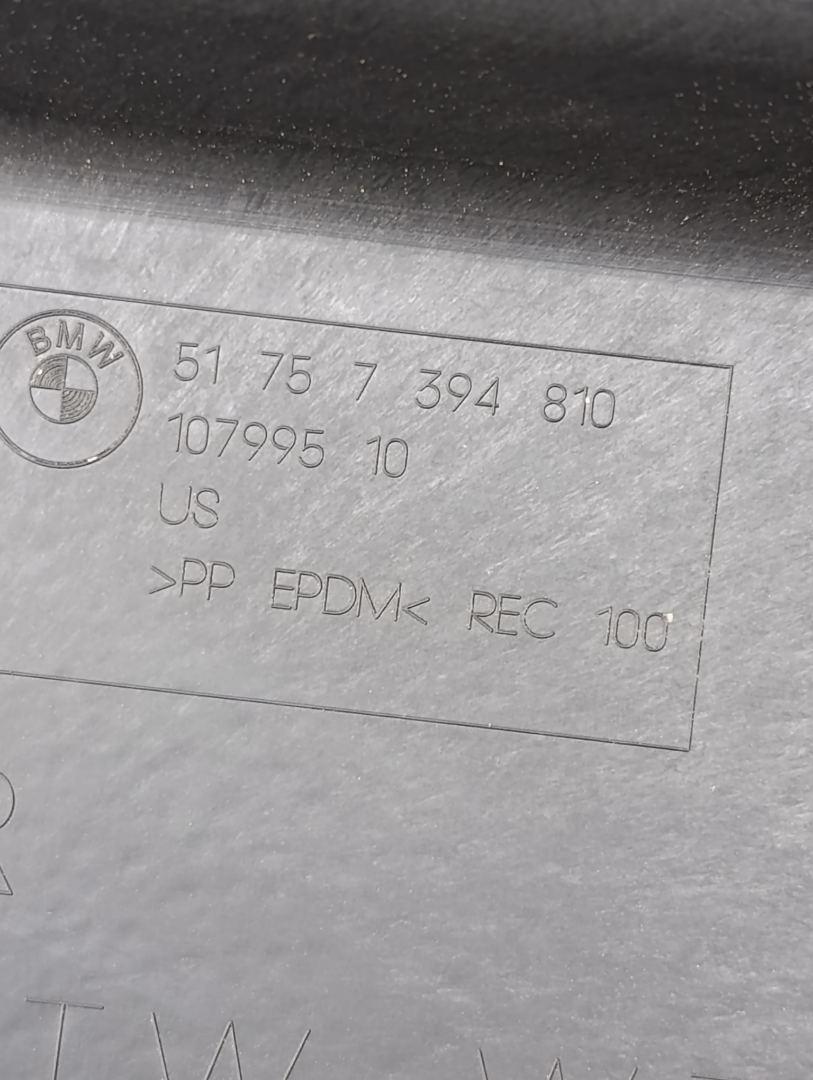 BMW
51 75 7 394 810
107995 10
US
>PP EPDM< REC 100